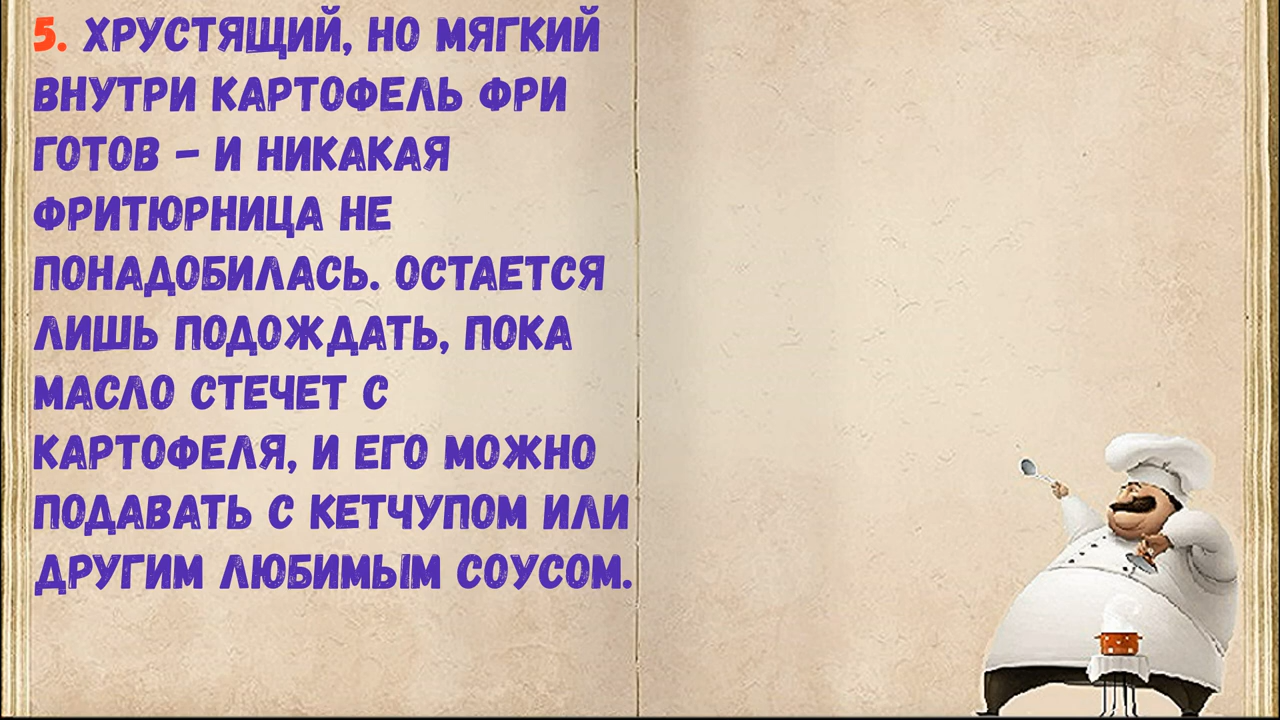 5. ХРУСТЯЩИЙ, НО МЯГКИЙ
ВНУТРИ КАРТОФЕЛЬ ФРИ
ГОТОВ – И НИКАКАЯ
ФРИТЮРНИЦА НЕ
ПОНАДОБИЛАСЬ. ОСТАЕТСЯ
ЛИШЬ ПОДОЖДАТЬ, ПОКА
МАСЛО СТЕЧЕТ С
КАРТОФЕЛЯ, И ЕГО МОЖНО
ПОДАВАТЬ С КЕТЧУПОМ ИЛИ
ДРУГИМ ЛЮБИМЫМ СОУСОМ.